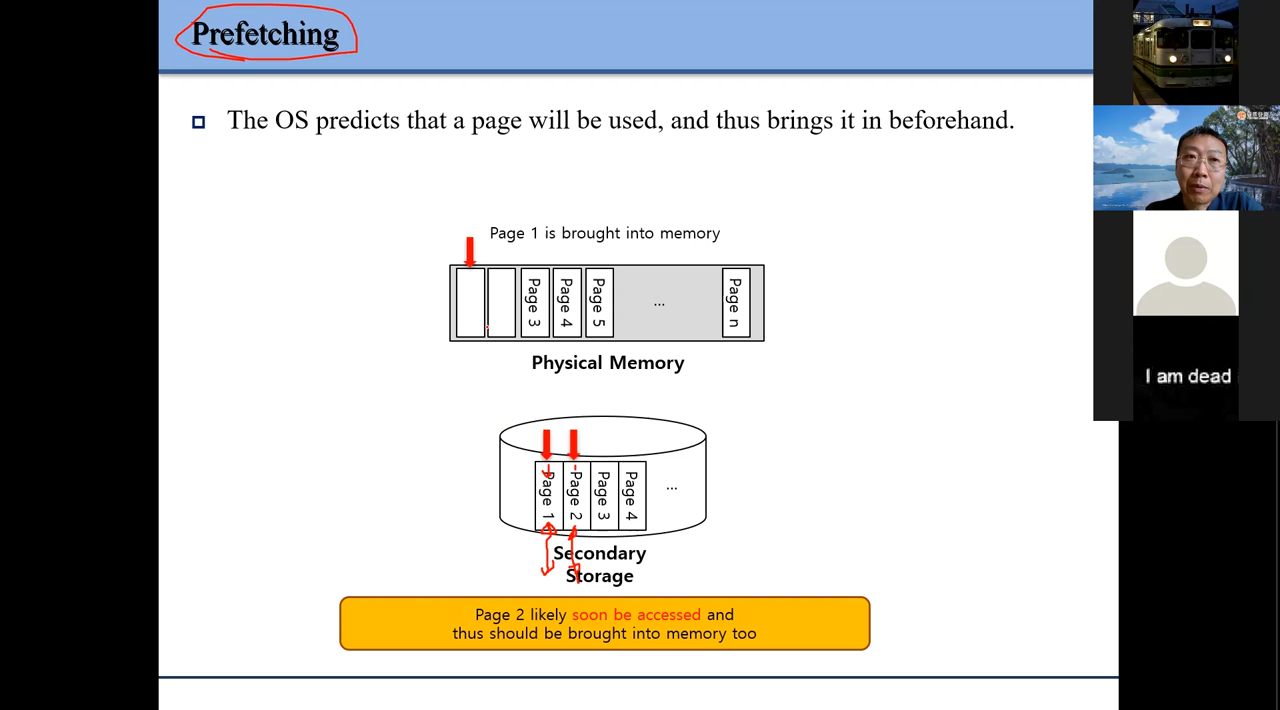 Prefetching
The OS predicts that a page will be used, and thus brings it in beforehand.
Page 1 is brought into memory
Page 3
Page 4
Page 5
...
Page n
Physical Memory
Page 1
Page 2
Page 3
Page 4
...
Secondary
Storage
Page 2 likely soon be accessed and
thus should be brought into memory too
I am dead